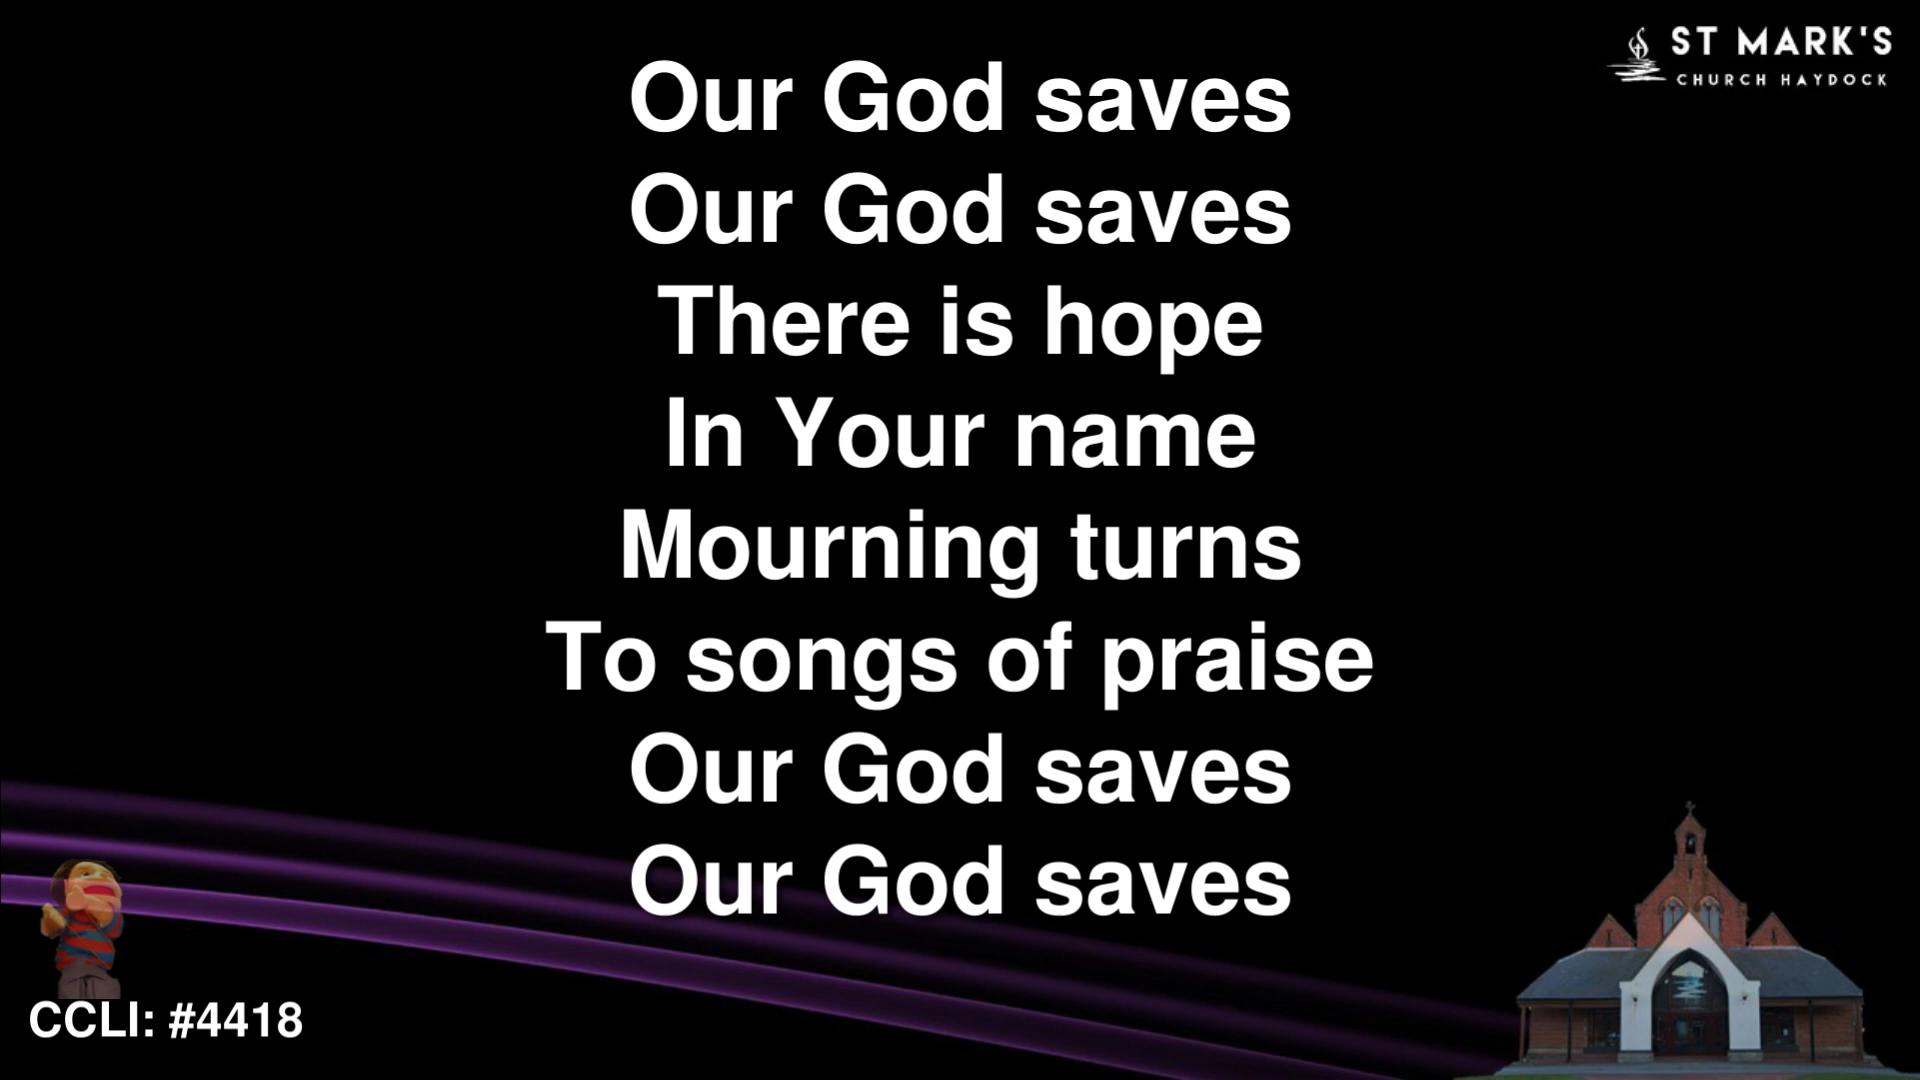 ST MARK'S
CHURCH HAYDOCK
Our God saves
Our God saves
There is hope
In Your name
Mourning turns
To songs of praise
Our God saves
Our God saves
CCLI: #4418